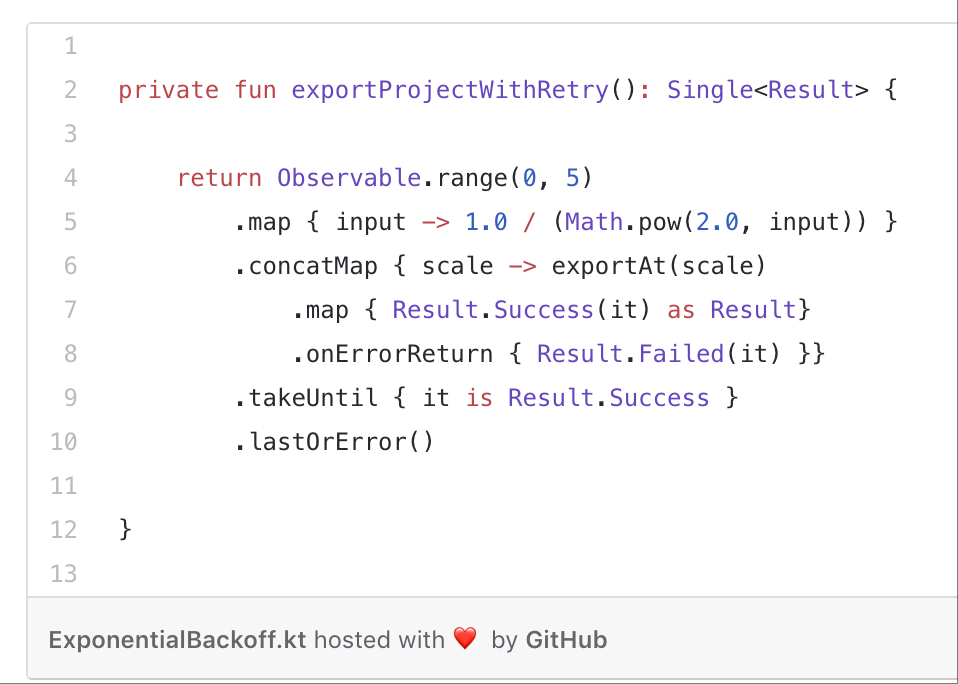 1
2 private fun exportProjectWithRetry(): Single<Result> {
3
4     return Observable.range(0, 5)
5         .map { input -> 1.0 / (Math.pow(2.0, input)) }
6         .concatMap { scale -> exportAt(scale)
7             .map { Result.Success(it) as Result}
8             .onErrorReturn { Result.Failed(it) }}
9         .takeUntil { it is Result.Success }
10         .lastOrError()
11
12 }
13
ExponentialBackoff.kt hosted with ❤ by GitHub